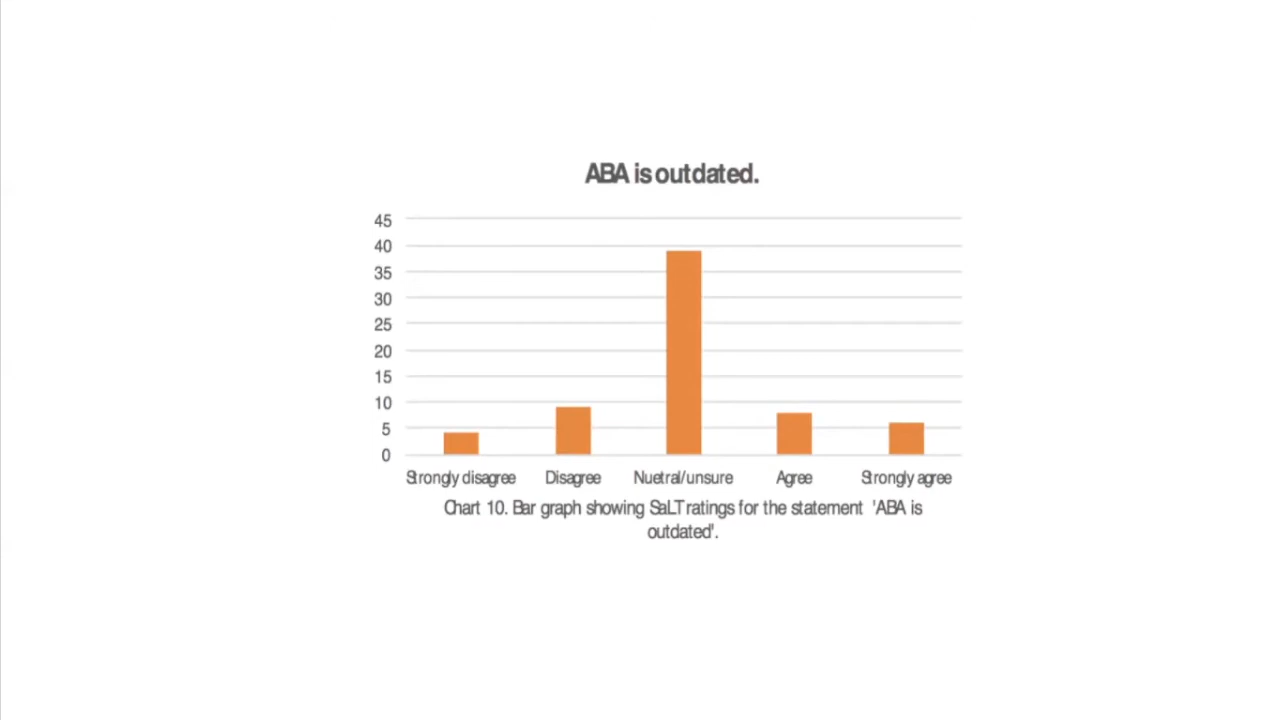 ABA is outdated.
45
40
35
30
25
20
15
10
5
0
Strongly disagree Disagree Nuetral/unsure Agree Strongly agree
Chart 10. Bar graph showing SaLT ratings for the statement 'ABA is
outdated'.